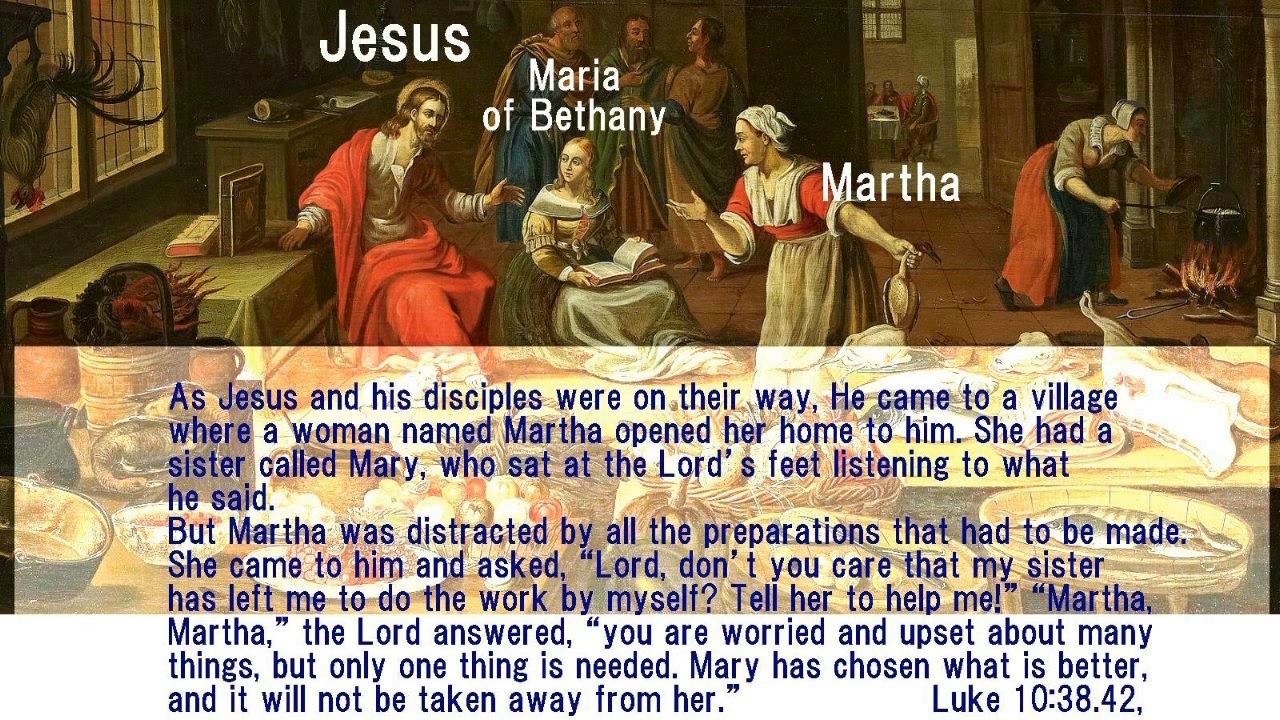 Jesus
Maria
of Bethany
Martha
As Jesus and his disciples were on their way, He came to a village
where a woman named Martha opened her home to him. She had a
sister called Mary, who sat at the Lord’s feet listening to what
he said.
But Martha was distracted by all the preparations that had to be made.
She came to him and asked, “Lord, don’t you care that my sister
has left me to do the work by myself? Tell her to help me!” “Martha,
Martha,” the Lord answered, “you are worried and upset about many
things, but only one thing is needed. Mary has chosen what is better,
and it will not be taken away from her.” Luke 10:38.42,